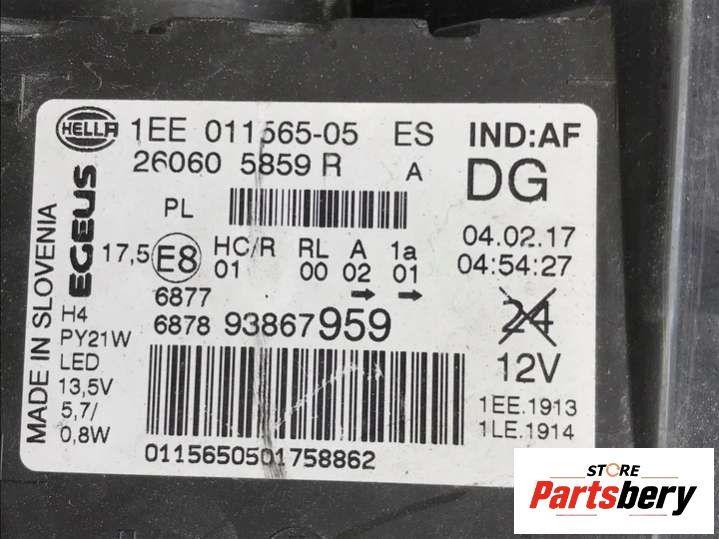 HELLA 1EE 011565-05 ES IND:AF
26060 5859 R A DG
PL
04.02.17
04:54:27
17,5 E8 HC/R RL A 1a
01 00 02 01
6877
6878 93867959
24
12V
1EE.1913
1LE.1914
0115650501758862
MADE IN SLOVENIA
EGEUS
H4
PY21W
LED
13,5V
5,7/
0,8W
STORE
Partsbery